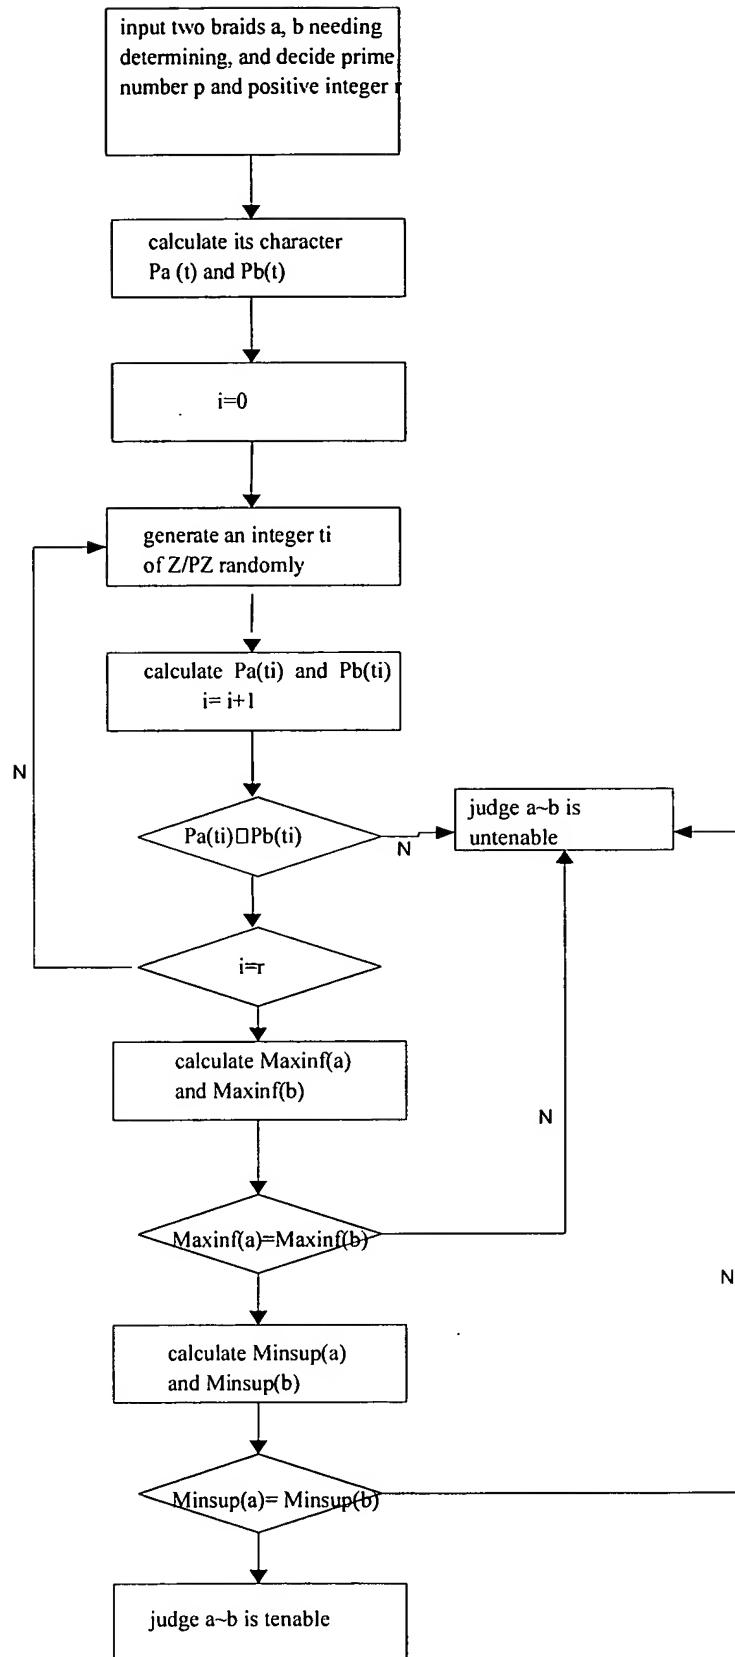 input two braids a, b needing
determining, and decide prime
number p and positive integer r
calculate its character
Pa (t) and Pb(t)
i=0
generate an integer ti
of Z/PZ randomly
calculate Pa(ti) and Pb(ti)
i= i+1
N
Pa(ti)□Pb(ti)
N
judge a~b is
untenable
i=r
calculate Maxinf(a)
and Maxinf(b)
N
Maxinf(a)=Maxinf(b)
N
calculate Minsup(a)
and Minsup(b)
Minsup(a)= Minsup(b)
judge a~b is tenable